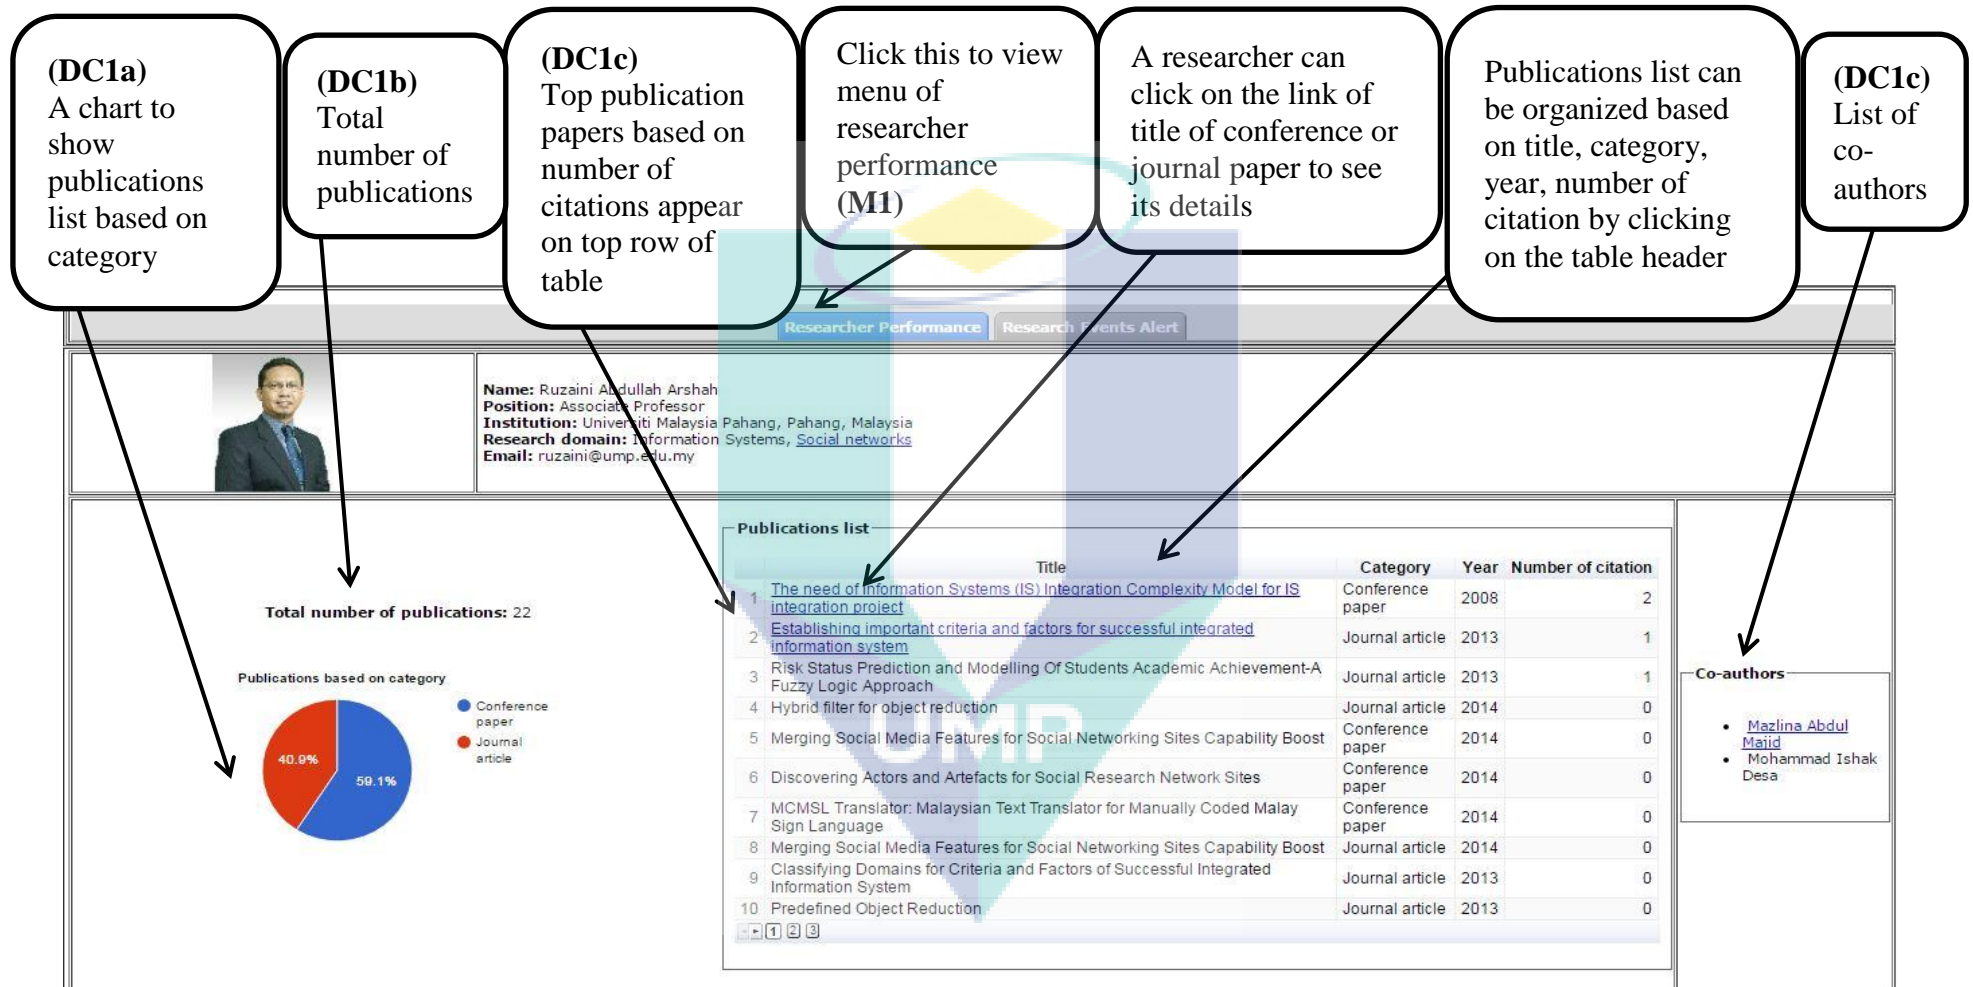 (DC1a)
A chart to
show
publications
list based on
category
(DC1b)
Total
number of
publications
(DC1c)
Top publication
papers based on
number of
citations appear
on top row of
table
Click this to view
menu of
researcher
performance
(M1)
A researcher can
click on the link of
title of conference or
journal paper to see
its details
Publications list can
be organized based
on title, category,
year, number of
citation by clicking
on the table header
(DC1c)
List of
co-
authors
Researcher Performance Research Events Alert
Name: Ruzaini Abdullah Arshah
Position: Associate Professor
Institution: Universiti Malaysia Pahang, Pahang, Malaysia
Research domain: Information Systems, Social networks
Email: ruzaini@ump.edu.my
Total number of publications: 22
Publications based on category
Conference
paper
Journal
article
40.9%
59.1%
Publications list
Title Category Year Number of citation
1 The need of Information Systems (IS) Integration Complexity Model for IS
integration project Conference
paper 2008 2
2 Establishing important criteria and factors for successful integrated
information system Journal article 2013 1
3 Risk Status Prediction and Modelling Of Students Academic Achievement-A
Fuzzy Logic Approach Journal article 2013 1
4 Hybrid filter for object reduction Journal article 2014 0
5 Merging Social Media Features for Social Networking Sites Capability Boost Conference
paper 2014 0
6 Discovering Actors and Artefacts for Social Research Network Sites Conference
paper 2014 0
7 MCMSL Translator: Malaysian Text Translator for Manually Coded Malay
Sign Language Conference
paper 2014 0
8 Merging Social Media Features for Social Networking Sites Capability Boost Journal article 2014 0
9 Classifying Domains for Criteria and Factors of Successful Integrated
Information System Journal article 2013 0
10 Predefined Object Reduction Journal article 2013 0
1 2 3
Co-authors
Mazlina Abdul
Majid
Mohammad Ishak
Desa
UMP